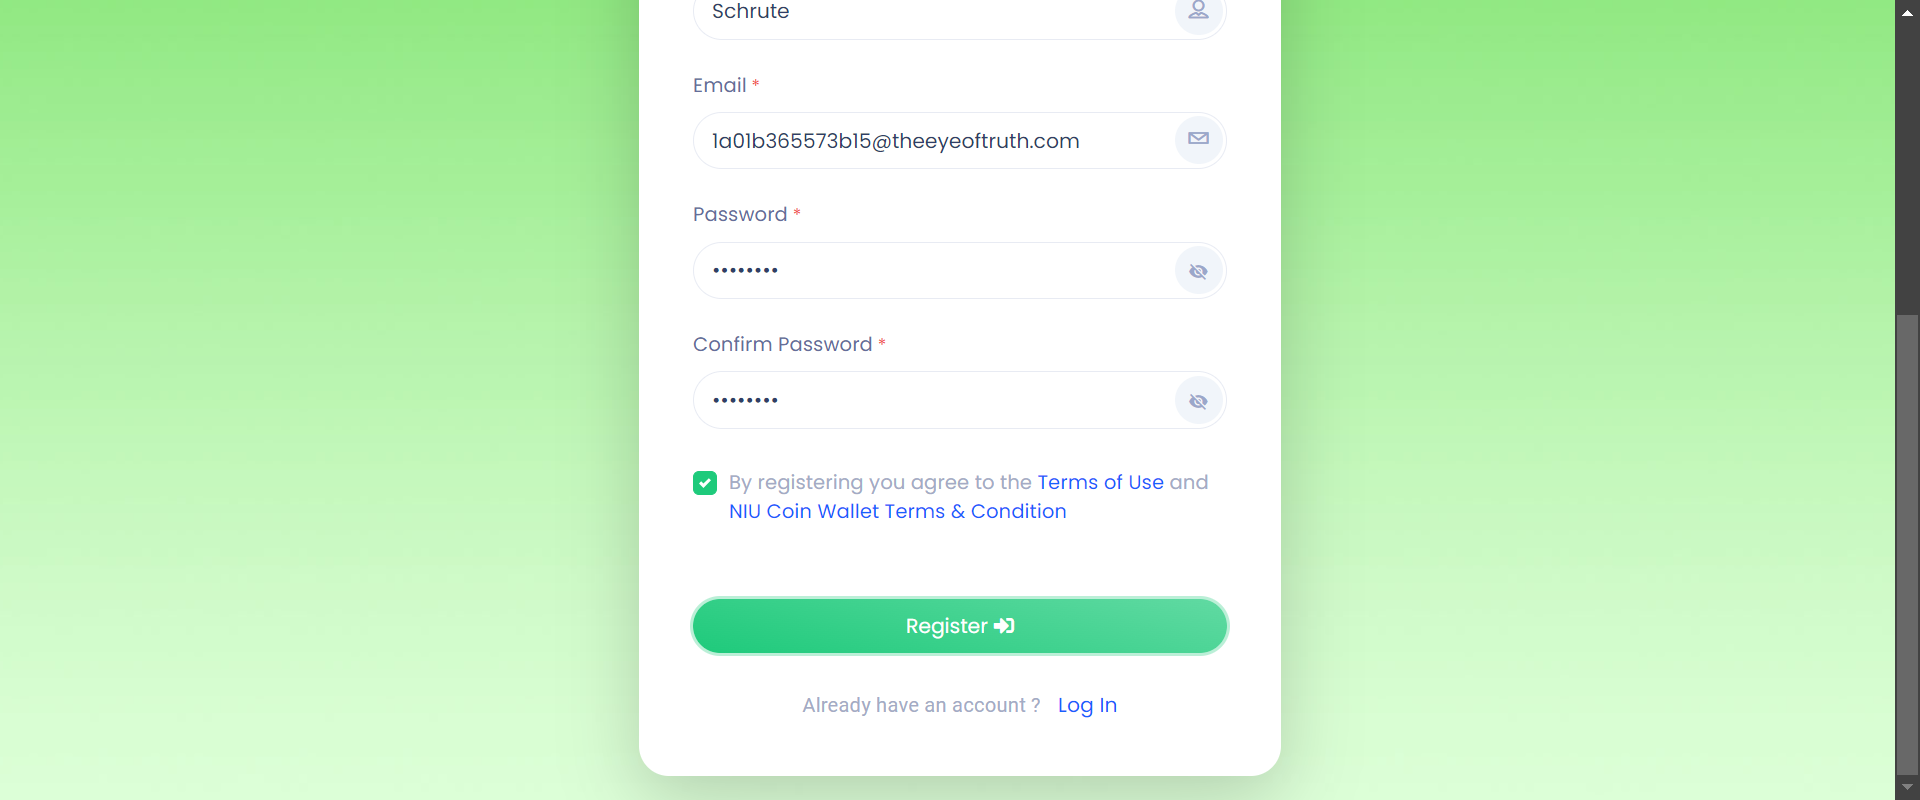 Schrute
Email *
1a01b365573b15@theeyeoftruth.com
Password *
••••••••
Confirm Password *
••••••••
By registering you agree to the Terms of Use and
NIU Coin Wallet Terms & Condition
Register
Already have an account ? Log In